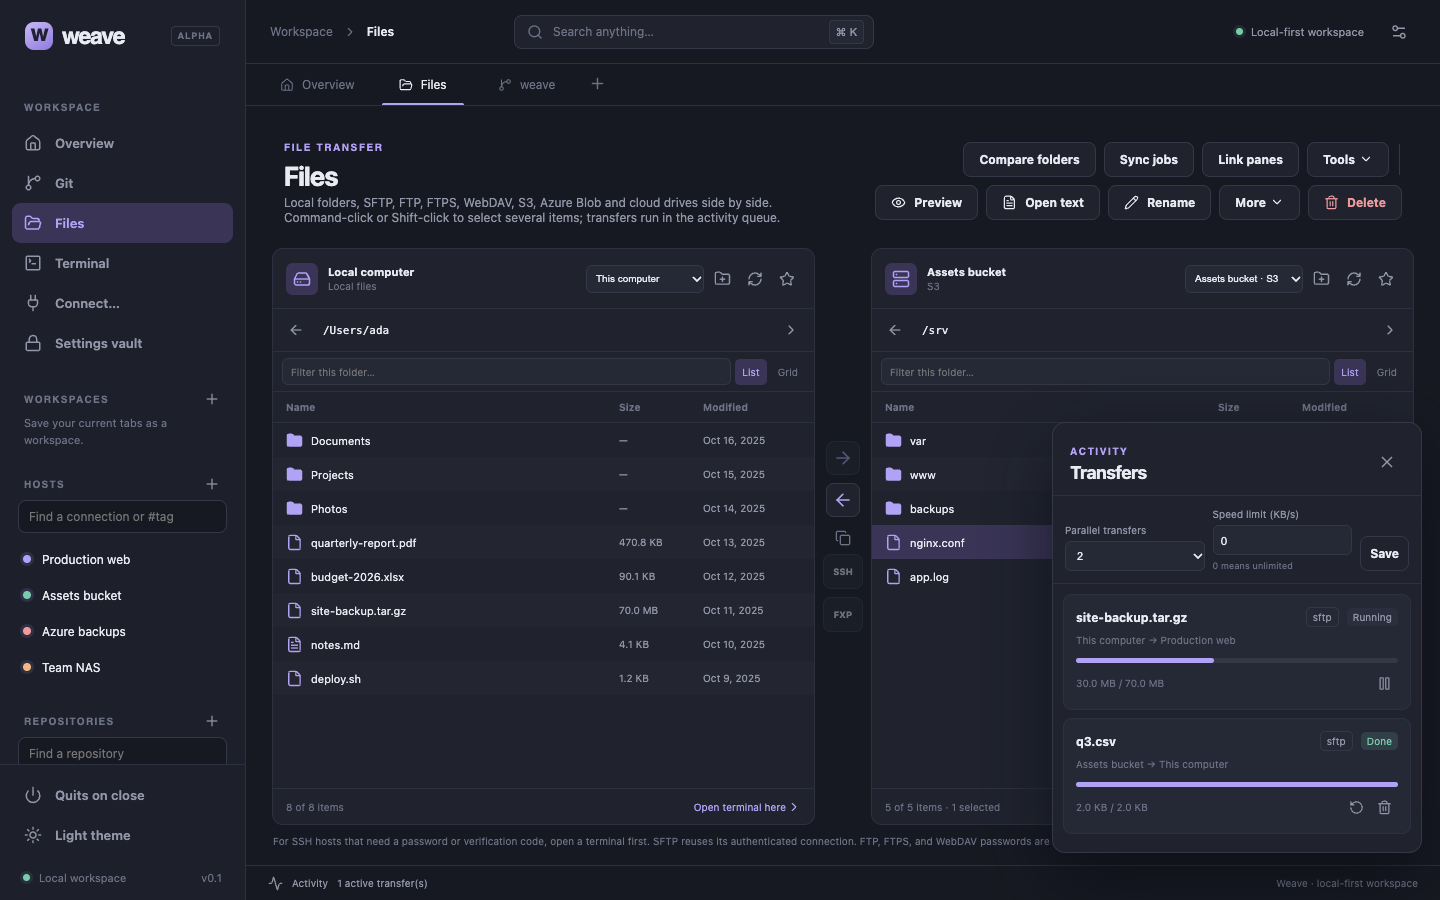 W weave ALPHA
Workspace > Files
Search anything... ⌘ K
Local-first workspace
Overview
Files
weave
WORKSPACE
Overview
Git
Files
Terminal
Connect...
Settings vault
WORKSPACES
Save your current tabs as a
workspace.
HOSTS
Find a connection or #tag
Production web
Assets bucket
Azure backups
Team NAS
REPOSITORIES
Find a repository
Quits on close
Light theme
Local workspace v0.1
FILE TRANSFER
Files
Local folders, SFTP, FTP, FTPS, WebDAV, S3, Azure Blob and cloud drives side by side.
Command-click or Shift-click to select several items; transfers run in the activity queue.
Compare folders Sync jobs Link panes Tools
Preview Open text Rename More Delete
Local computer
Local files
This computer
/Users/ada
Filter this folder... List Grid
Name Size Modified
Documents — Oct 16, 2025
Projects — Oct 15, 2025
Photos — Oct 14, 2025
quarterly-report.pdf 470.8 KB Oct 13, 2025
budget-2026.xlsx 90.1 KB Oct 12, 2025
site-backup.tar.gz 70.0 MB Oct 11, 2025
notes.md 4.1 KB Oct 10, 2025
deploy.sh 1.2 KB Oct 9, 2025
8 of 8 items Open terminal here
SSH
FXP
Assets bucket
S3
Assets bucket · S3
/srv
Filter this folder... List Grid
Name Size Modified
var
www
backups
nginx.conf
app.log
5 of 5 items · 1 selected
ACTIVITY
Transfers
Parallel transfers
2
Speed limit (KB/s)
0
0 means unlimited
Save
site-backup.tar.gz sftp Running
This computer → Production web
30.0 MB / 70.0 MB
q3.csv sftp Done
Assets bucket → This computer
2.0 KB / 2.0 KB
For SSH hosts that need a password or verification code, open a terminal first. SFTP reuses its authenticated connection. FTP, FTPS, and WebDAV passwords are
Activity 1 active transfer(s)
Weave · local-first workspace